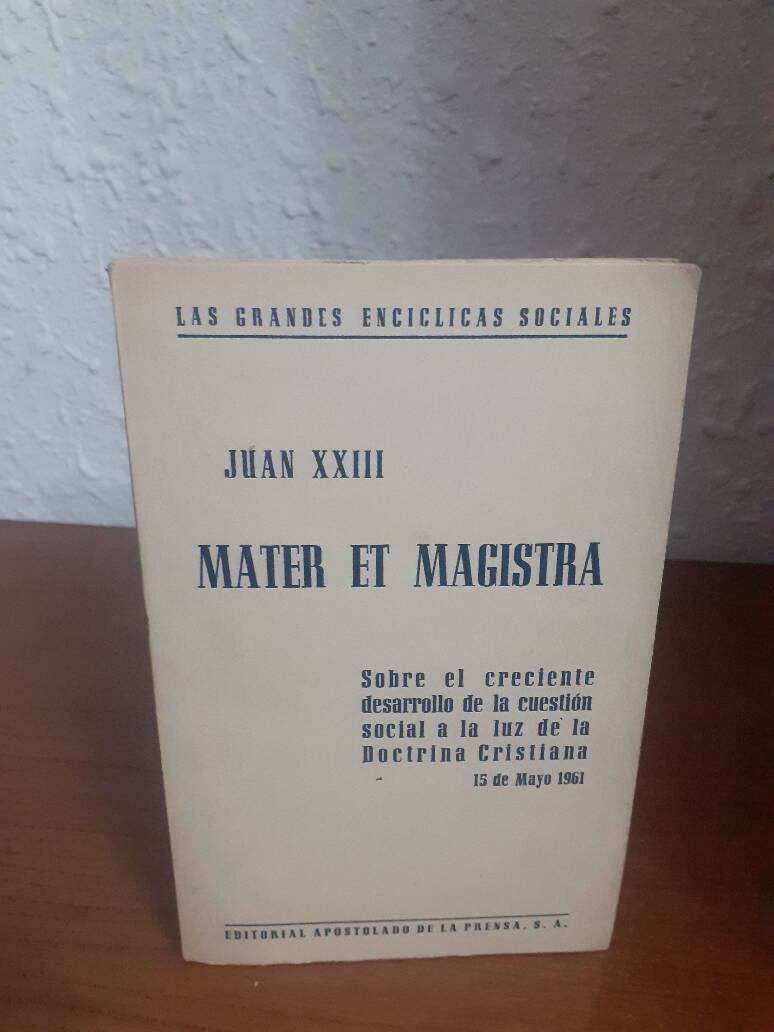 LAS GRANDES ENCICLICAS SOCIALES
JUAN XXIII
MATER ET MAGISTRA
Sobre el creciente
desarrollo de la cuestión
social a la luz de la
Doctrina Cristiana
15 de Mayo 1961
EDITORIAL APOSTOLADO DE LA PRENSA, S. A.